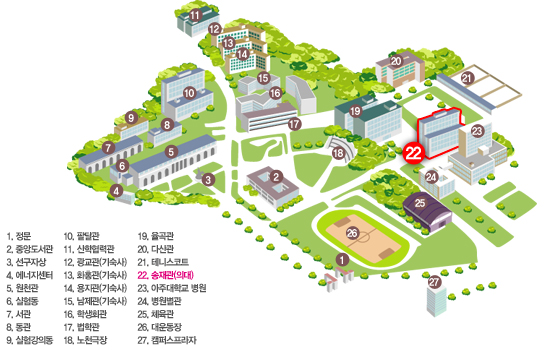 11
12
13
14
15
16
10
17
9
8
7
6
5
4
3
2
18
19
20
21
22
23
24
25
26
1
27
1, 정문
2, 중앙도서관
3, 선구자상
4, 에너지센터
5, 원천관
6, 실험동
7, 서관
8, 동관
9, 실험강의동
10, 팔달관
11, 산학협력관
12, 광교관(기숙사)
13, 화홍관(기숙사)
14, 용지관(기숙사)
15, 남제관(기숙사)
16, 학생회관
17, 법학관
18, 노천극장
19, 율곡관
20, 다산관
21, 테니스코트
22, 송재관(의대)
23, 아주대학교 병원
24, 병원별관
25, 체육관
26, 대운동장
27, 캠퍼스프라자